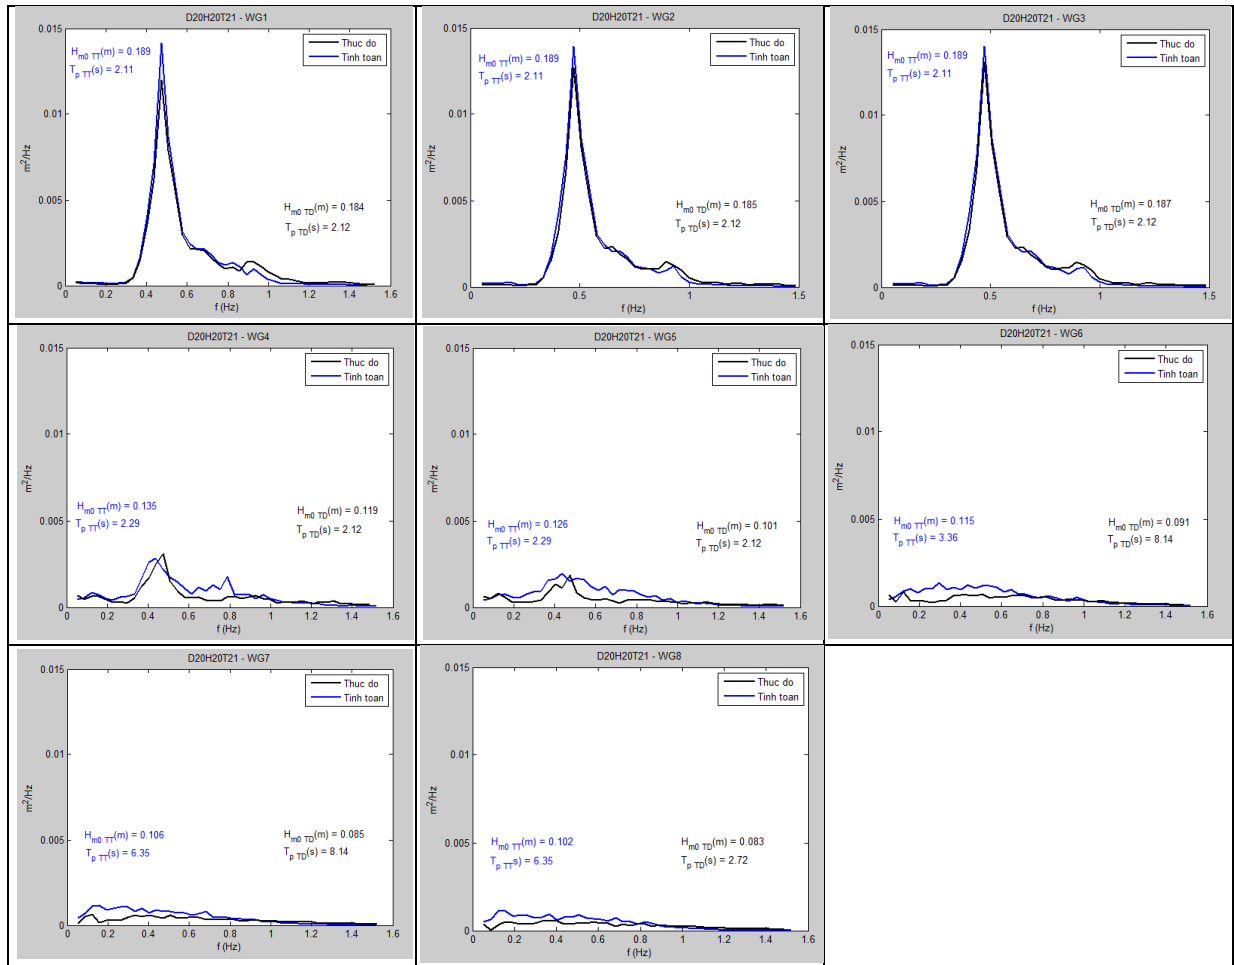 D20H20T21 - WG1
0.015
0.01
0.005
0
m2/Hz
Hm0 TT(m) = 0.189
Tp TT(s) = 2.11
Thuc do
Tinh toan
Hm0 TD(m) = 0.184
Tp TD(s) = 2.12
0 0.2 0.4 0.6 0.8 1 1.2 1.4 1.6
f (Hz)
D20H20T21 - WG2
0.015
0.01
0.005
0
m2/Hz
Hm0 TT(m) = 0.189
Tp TT(s) = 2.11
Thuc do
Tinh toan
Hm0 TD(m) = 0.185
Tp TD(s) = 2.12
0 0.5 1 1.5
f (Hz)
D20H20T21 - WG3
0.015
0.01
0.005
0
m2/Hz
Hm0 TT(m) = 0.189
Tp TT(s) = 2.11
Thuc do
Tinh toan
Hm0 TD(m) = 0.187
Tp TD(s) = 2.12
0 0.5 1 1.5
f (Hz)
D20H20T21 - WG4
0.015
0.01
0.005
0
m2/Hz
Thuc do
Tinh toan
Hm0 TT(m) = 0.135
Tp TT(s) = 2.29
Hm0 TD(m) = 0.119
Tp TD(s) = 2.12
0 0.2 0.4 0.6 0.8 1 1.2 1.4 1.6
f (Hz)
D20H20T21 - WG5
0.015
0.01
0.005
0
m2/Hz
Thuc do
Tinh toan
Hm0 TT(m) = 0.126
Tp TT(s) = 2.29
Hm0 TD(m) = 0.101
Tp TD(s) = 2.12
0 0.2 0.4 0.6 0.8 1 1.2 1.4 1.6
f (Hz)
D20H20T21 - WG6
0.015
0.01
0.005
0
m2/Hz
Thuc do
Tinh toan
Hm0 TT(m) = 0.115
Tp TT(s) = 3.36
Hm0 TD(m) = 0.091
Tp TD(s) = 8.14
0 0.2 0.4 0.6 0.8 1 1.2 1.4 1.6
f (Hz)
D20H20T21 - WG7
0.015
0.01
0.005
0
m2/Hz
Thuc do
Tinh toan
Hm0 TT(m) = 0.106
Tp TT(s) = 6.35
Hm0 TD(m) = 0.085
Tp TD(s) = 8.14
0 0.2 0.4 0.6 0.8 1 1.2 1.4 1.6
f (Hz)
D20H20T21 - WG8
0.015
0.01
0.005
0
m2/Hz
Thuc do
Tinh toan
Hm0 TT(m) = 0.102
Tp TTs) = 6.35
Hm0 TD(m) = 0.083
Tp TD(s) = 2.72
0 0.2 0.4 0.6 0.8 1 1.2 1.4 1.6
f (Hz)